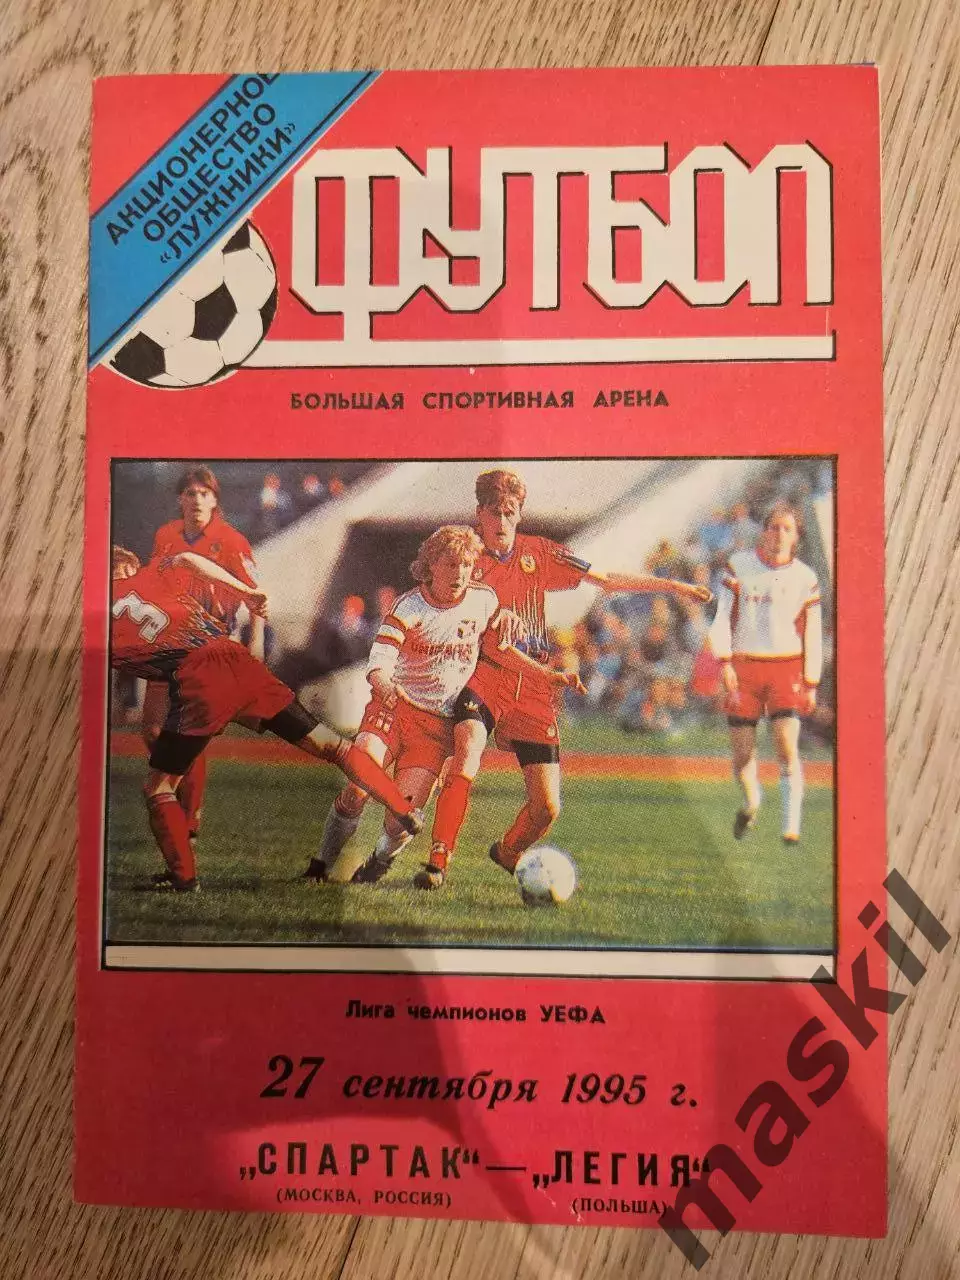 АКЦИОНЕРНОЕ
ОБЩЕСТВО
«ЛУЖНИКИ»
ФУТБОЛ
БОЛЬШАЯ СПОРТИВНАЯ АРЕНА
3
Лига чемпионов УЕФА
27 сентября 1995 г.
„СПАРТАК“ — „ЛЕГИЯ“
(МОСКВА, РОССИЯ) (ПОЛЬША)
maskil